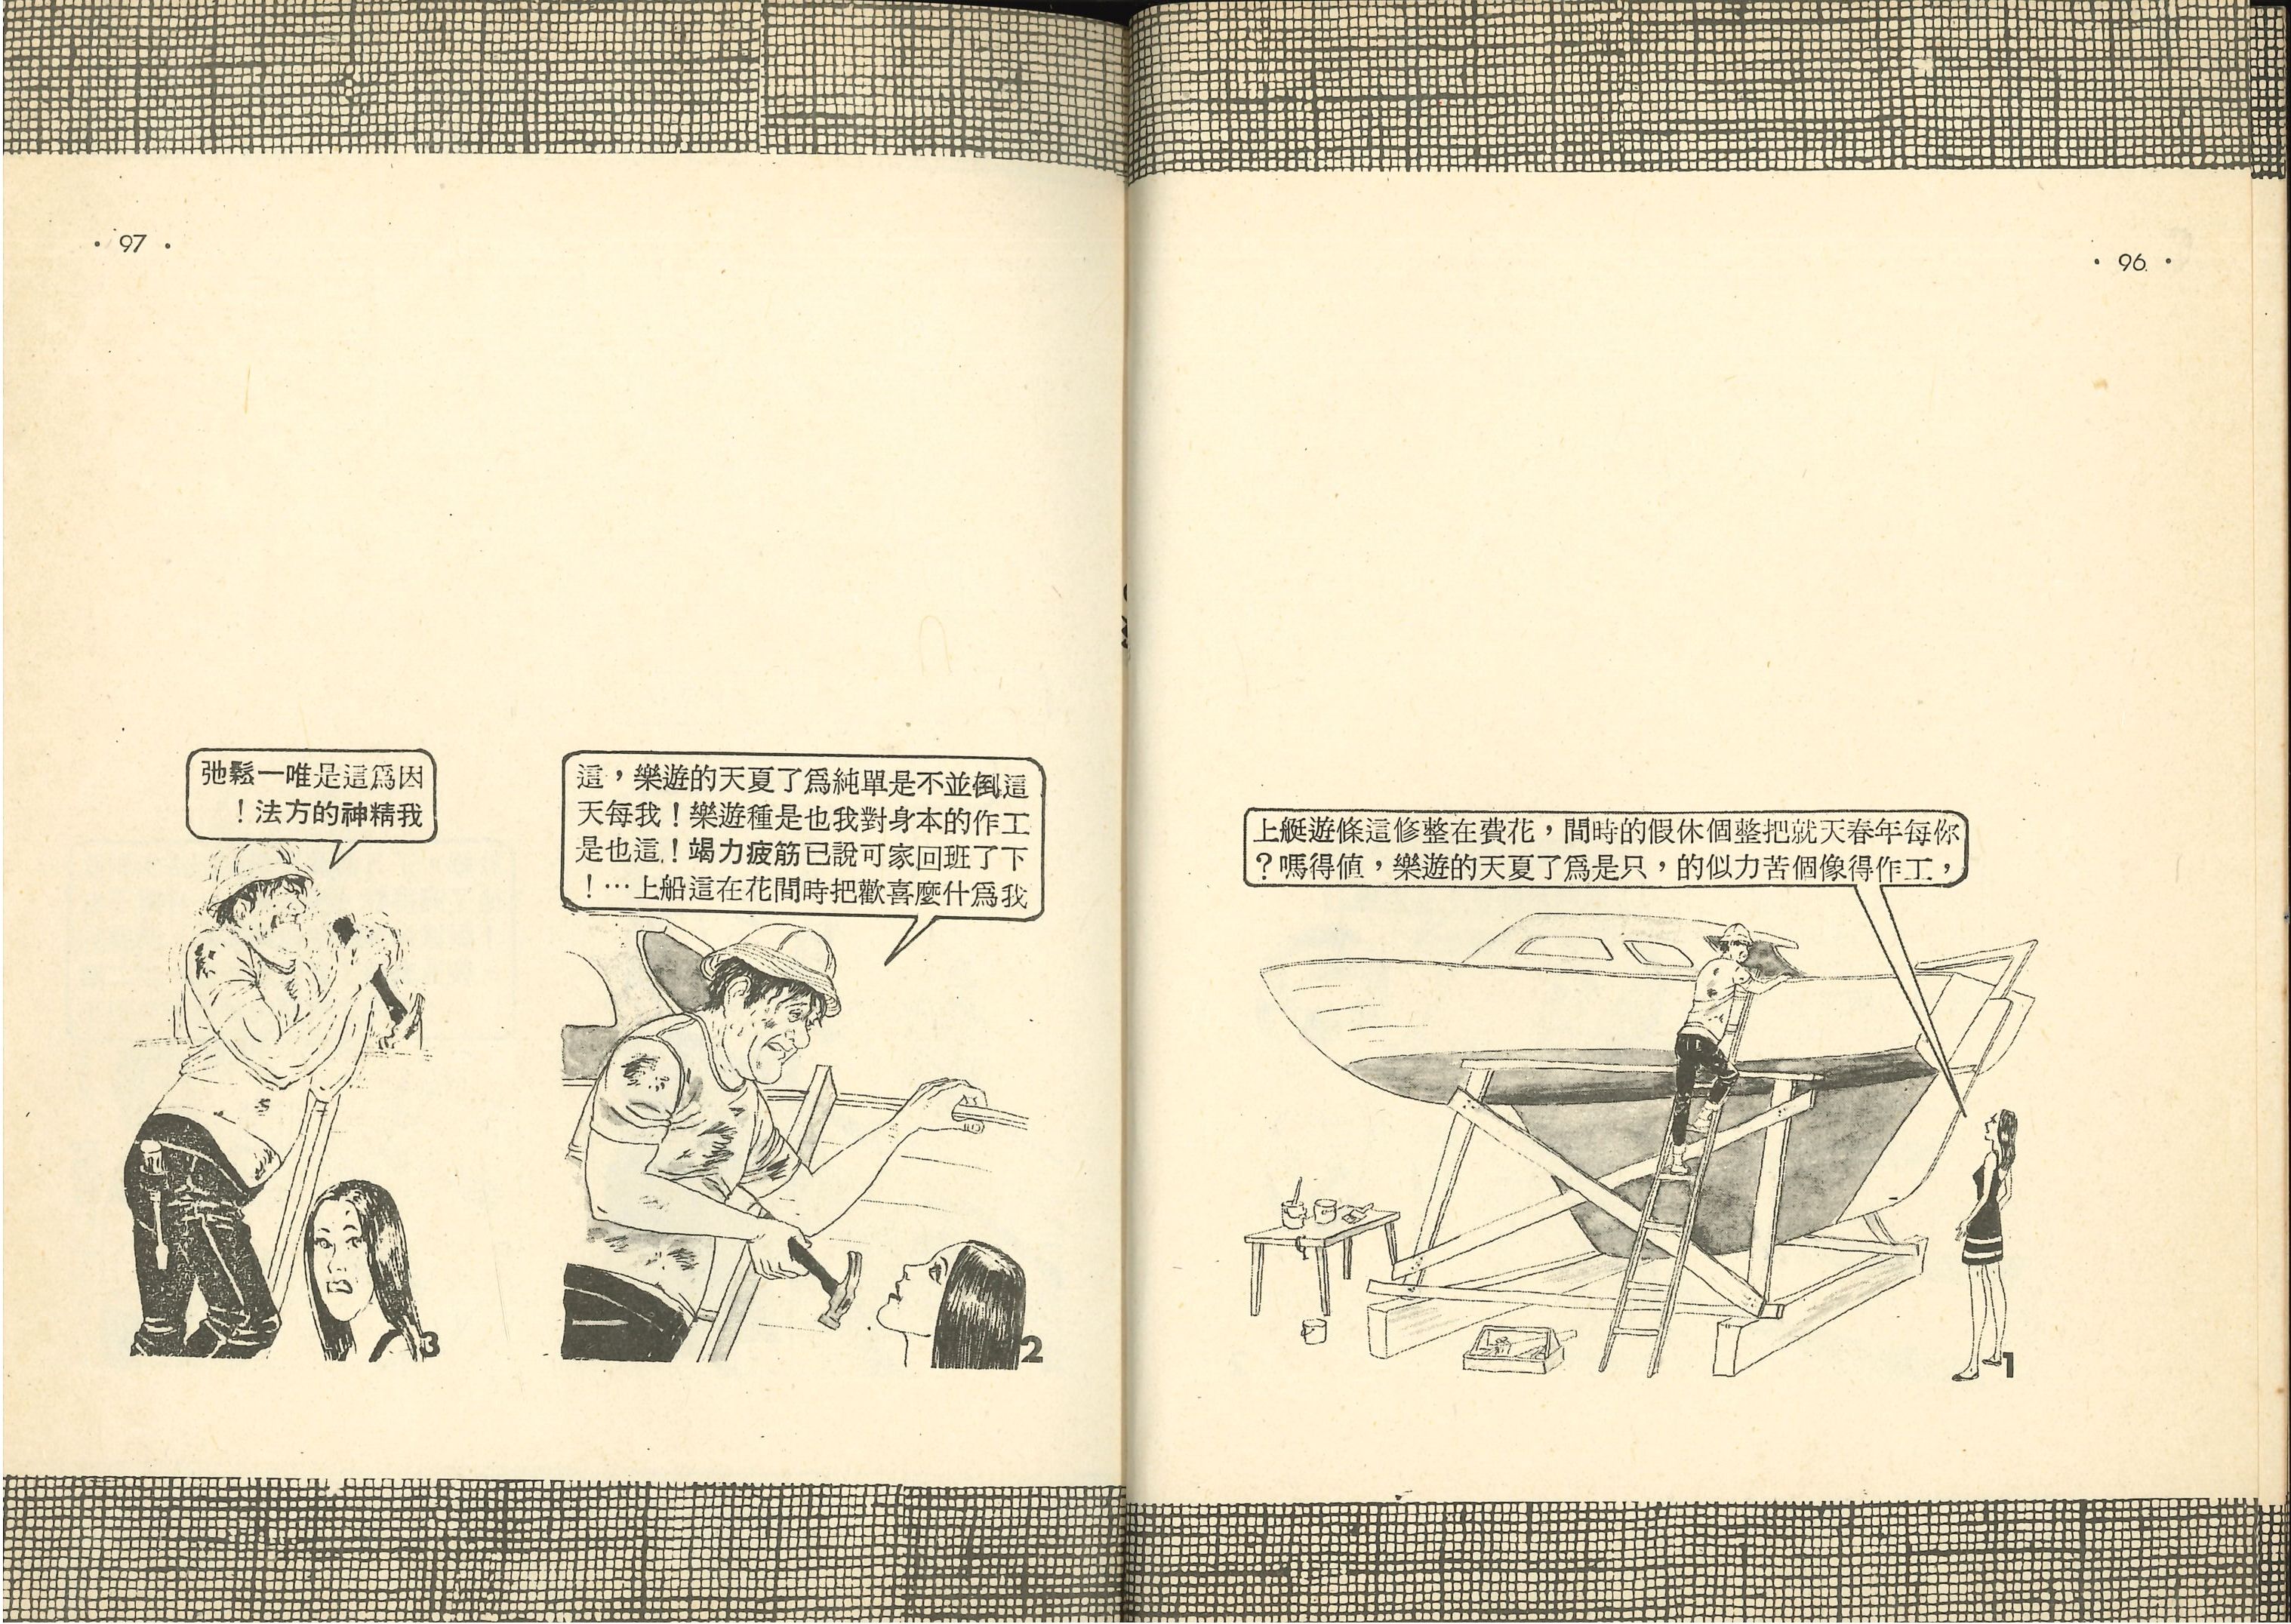 • 96 •
你每年春天就把整個休假的時間，花費在整修這條遊艇上
，工作得像個苦力似的，只是爲了夏天的遊樂，值得嗎？
1
• 97 •
這倒並不是單純爲了夏天的遊樂，這
工作的本身對我也是種遊樂！我每天
下了班回家可說已筋疲力竭！這也是
我爲什麼喜歡把時間花在這船上…！
2
因爲這是唯一鬆弛
我精神的方法！
3